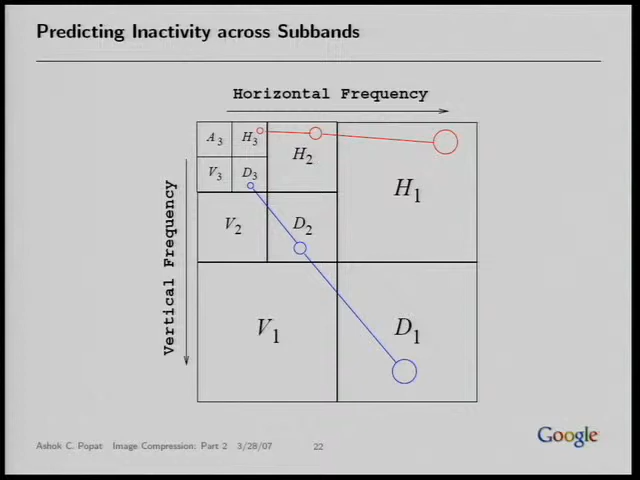 Predicting Inactivity across Subbands
Horizontal Frequency
Vertical Frequency
A3 H3 H2 H1
V3 D3
V2 D2
V1 D1
Ashok C. Popat Image Compression: Part 2 3/28/07 22
Google